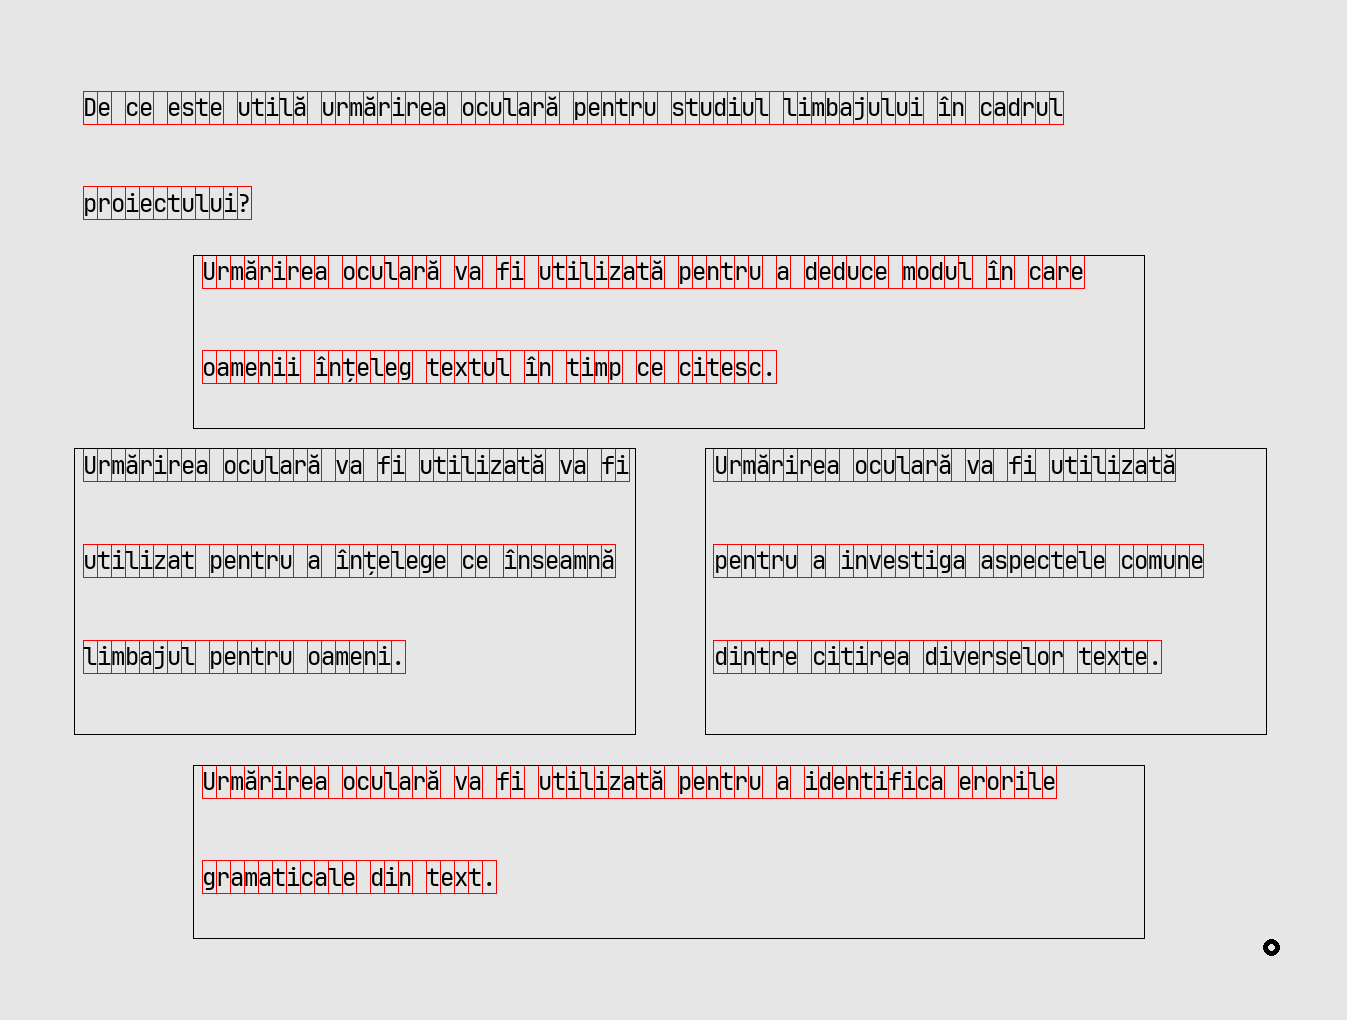 De ce este utilă urmărirea oculară pentru studiul limbajului în cadrul
proiectului?
Urmărirea oculară va fi utilizată pentru a deduce modul în care
oamenii înțeleg textul în timp ce citesc.
Urmărirea oculară va fi utilizată va fi
utilizat pentru a înțelege ce înseamnă
limbajul pentru oameni.
Urmărirea oculară va fi utilizată
pentru a investiga aspectele comune
dintre citirea diverselor texte.
Urmărirea oculară va fi utilizată pentru a identifica erorile
gramaticale din text.